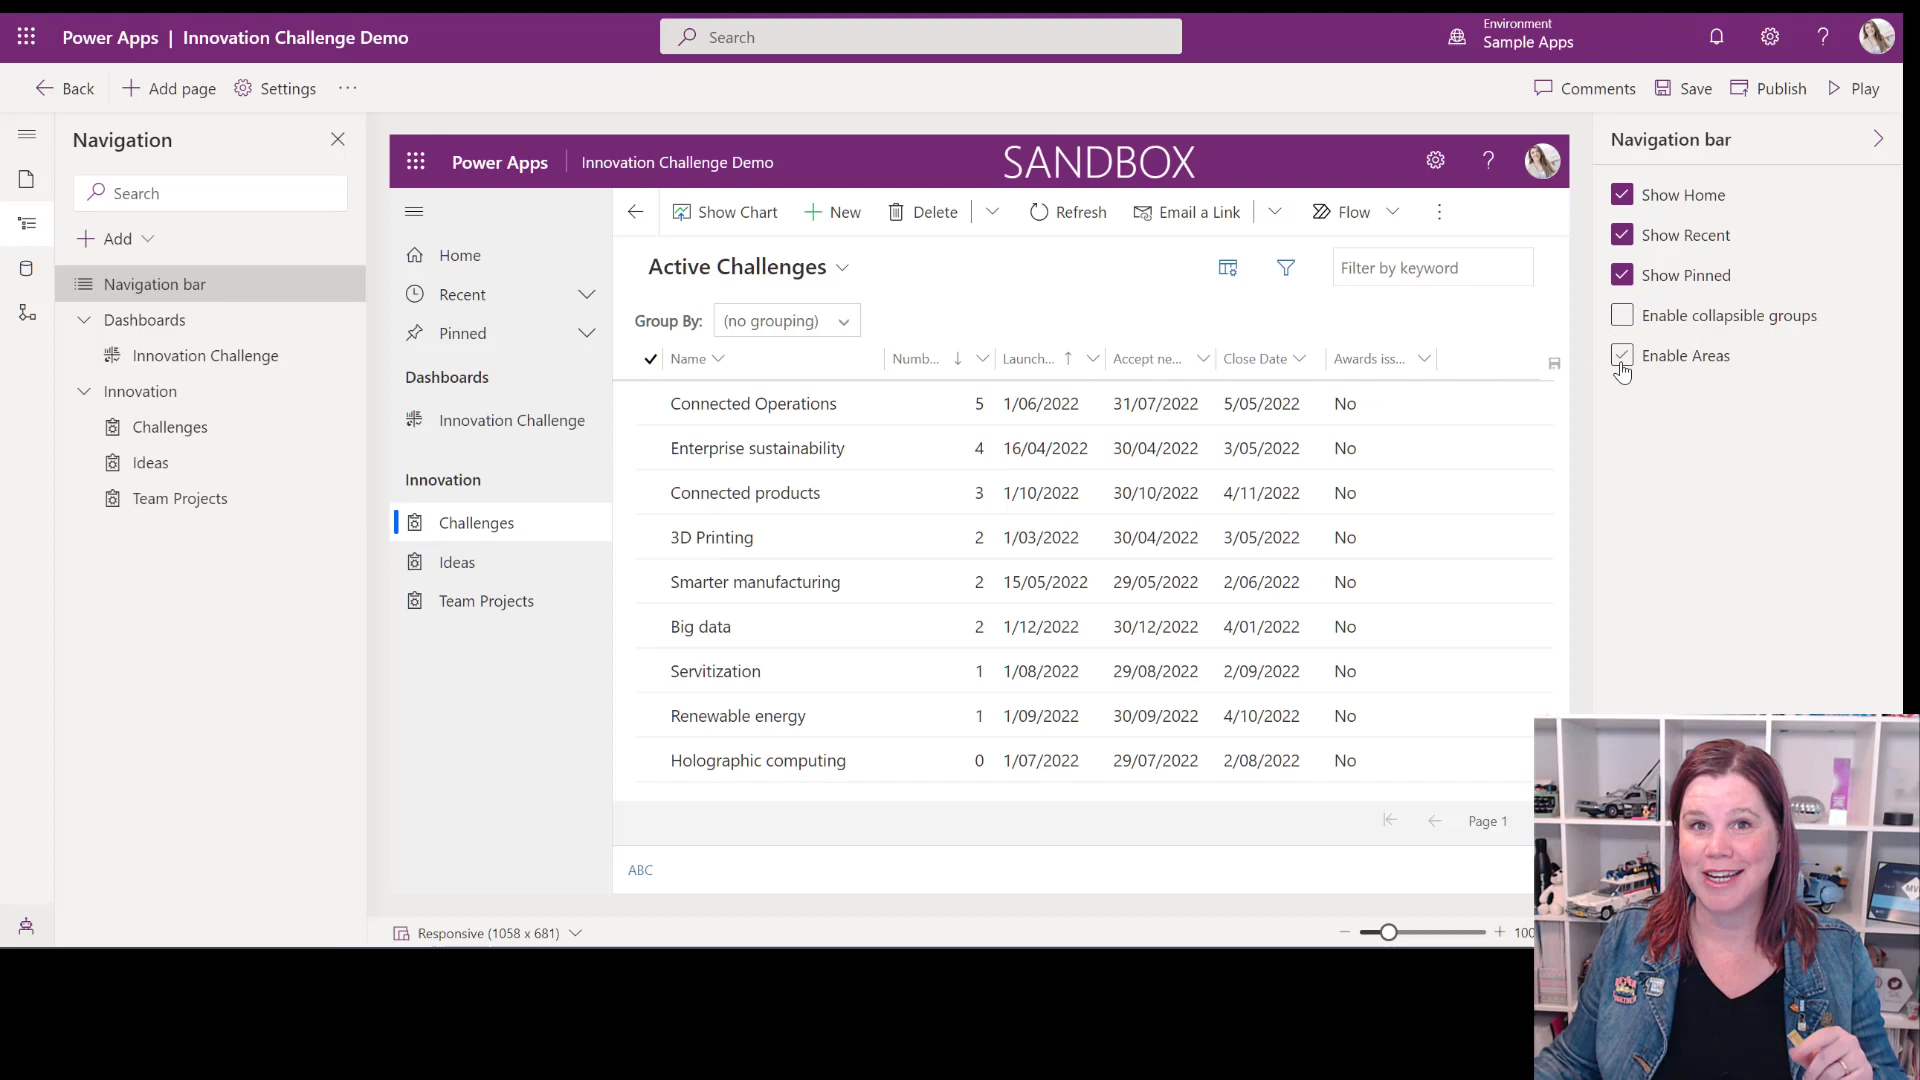 Power Apps | Innovation Challenge Demo
Search
Environment
Sample Apps
Back
Add page
Settings
Comments
Save
Publish
Play
Navigation
Search
Add
Navigation bar
Dashboards
Innovation Challenge
Innovation
Challenges
Ideas
Team Projects
Power Apps
Innovation Challenge Demo
SANDBOX
Home
Recent
Pinned
Dashboards
Innovation Challenge
Innovation
Challenges
Ideas
Team Projects
Show Chart
New
Delete
Refresh
Email a Link
Flow
Active Challenges
Filter by keyword
Group By: (no grouping)
Name Numb... Launch... Accept ne... Close Date Awards iss...
Connected Operations 5 1/06/2022 31/07/2022 5/05/2022 No
Enterprise sustainability 4 16/04/2022 30/04/2022 3/05/2022 No
Connected products 3 1/10/2022 30/10/2022 4/11/2022 No
3D Printing 2 1/03/2022 30/04/2022 3/05/2022 No
Smarter manufacturing 2 15/05/2022 29/05/2022 2/06/2022 No
Big data 2 1/12/2022 30/12/2022 4/01/2022 No
Servitization 1 1/08/2022 29/08/2022 2/09/2022 No
Renewable energy 1 1/09/2022 30/09/2022 4/10/2022 No
Holographic computing 0 1/07/2022 29/07/2022 2/08/2022 No
Page 1
ABC
Responsive (1058 x 681)
100
Navigation bar
Show Home
Show Recent
Show Pinned
Enable collapsible groups
Enable Areas